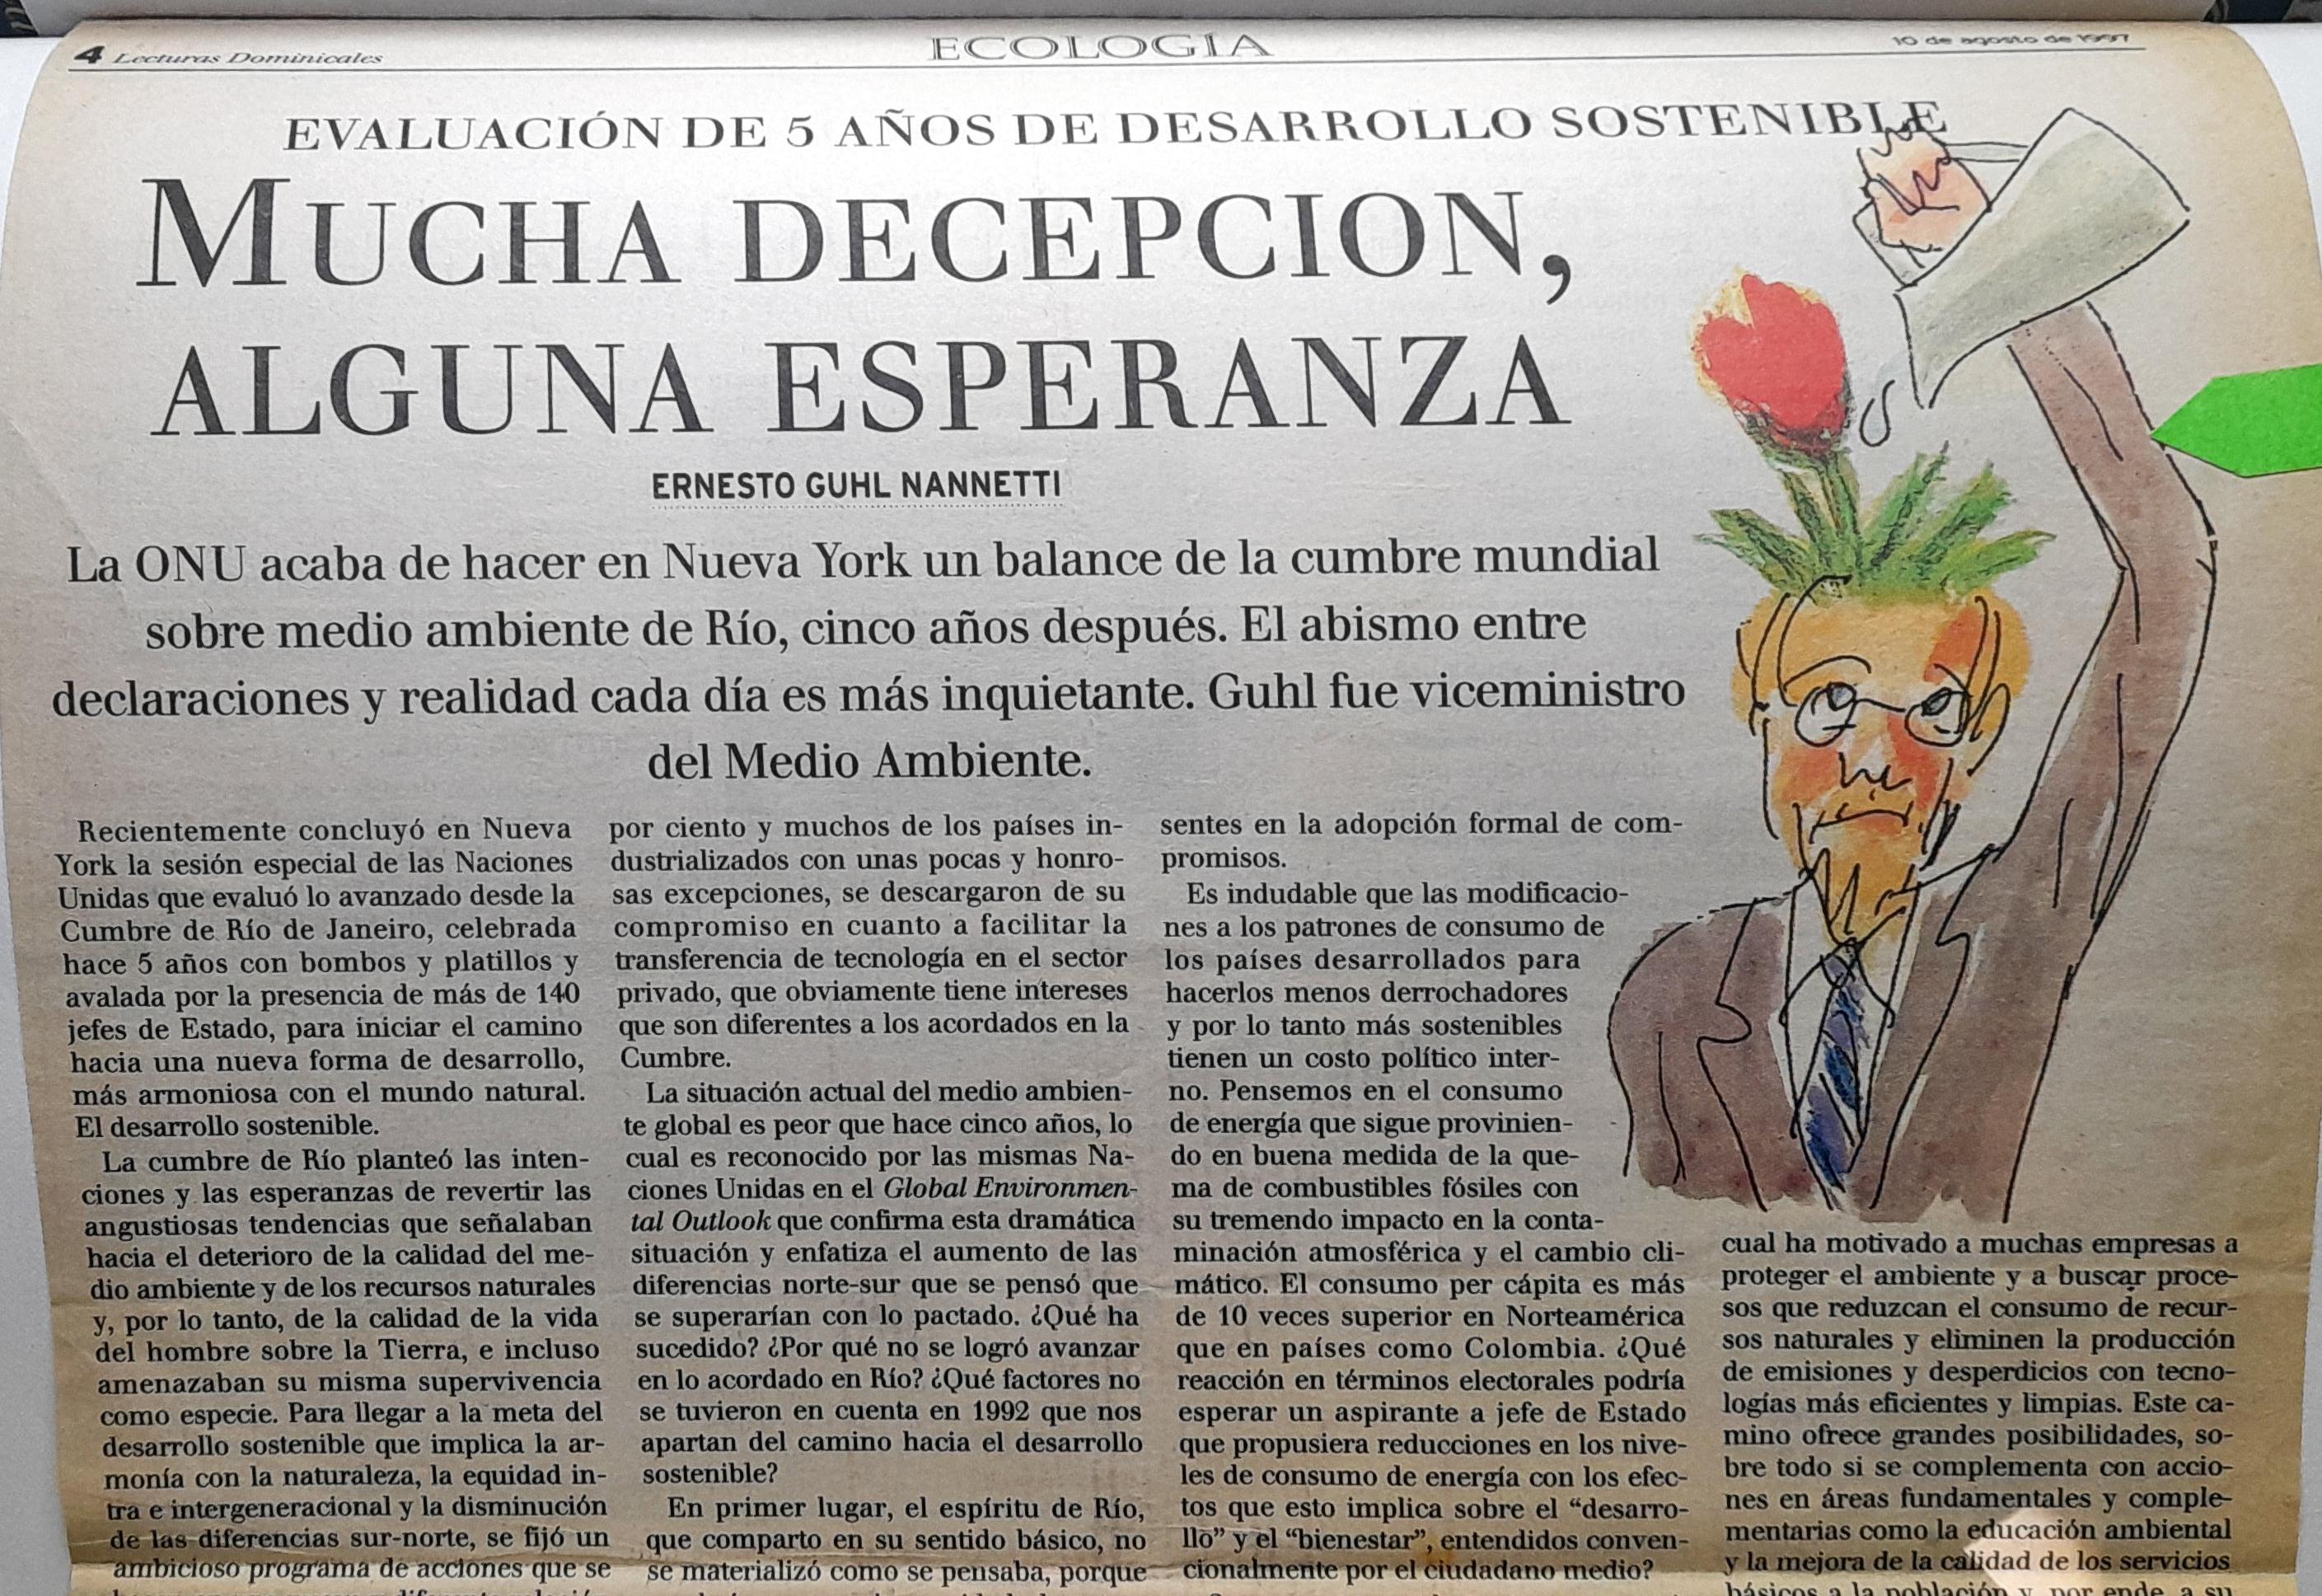 4 Lecturas Dominicales
ECOLOGÍA
10 de agosto de 1997
EVALUACIÓN DE 5 AÑOS DE DESARROLLO SOSTENIBLE
MUCHA DECEPCION,
ALGUNA ESPERANZA
ERNESTO GUHL NANNETTI
La ONU acaba de hacer en Nueva York un balance de la cumbre mundial
sobre medio ambiente de Río, cinco años después. El abismo entre
declaraciones y realidad cada día es más inquietante. Guhl fue viceministro
del Medio Ambiente.
Recientemente concluyó en Nueva
York la sesión especial de las Naciones
Unidas que evaluó lo avanzado desde la
Cumbre de Río de Janeiro, celebrada
hace 5 años con bombos y platillos y
avalada por la presencia de más de 140
jefes de Estado, para iniciar el camino
hacia una nueva forma de desarrollo,
más armoniosa con el mundo natural.
El desarrollo sostenible.
La cumbre de Río planteó las inten-
ciones y las esperanzas de revertir las
angustiosas tendencias que señalaban
hacia el deterioro de la calidad del me-
dio ambiente y de los recursos naturales
y, por lo tanto, de la calidad de la vida
del hombre sobre la Tierra, e incluso
amenazaban su misma supervivencia
como especie. Para llegar a la meta del
desarrollo sostenible que implica la ar-
monía con la naturaleza, la equidad in-
tra e intergeneracional y la disminución
de las diferencias sur-norte, se fijó un
ambicioso programa de acciones que se
por ciento y muchos de los países in-
dustrializados con unas pocas y honro-
sas excepciones, se descargaron de su
compromiso en cuanto a facilitar la
transferencia de tecnología en el sector
privado, que obviamente tiene intereses
que son diferentes a los acordados en la
Cumbre.
La situación actual del medio ambien-
te global es peor que hace cinco años, lo
cual es reconocido por las mismas Na-
ciones Unidas en el Global Environmen-
tal Outlook que confirma esta dramática
situación y enfatiza el aumento de las
diferencias norte-sur que se pensó que
se superarían con lo pactado. ¿Qué ha
sucedido? ¿Por qué no se logró avanzar
en lo acordado en Río? ¿Qué factores no
se tuvieron en cuenta en 1992 que nos
apartan del camino hacia el desarrollo
sostenible?
En primer lugar, el espíritu de Río,
que comparto en su sentido básico, no
se materializó como se pensaba, porque
sentes en la adopción formal de com-
promisos.
Es indudable que las modificacio-
nes a los patrones de consumo de
los países desarrollados para
hacerlos menos derrochadores
y por lo tanto más sostenibles
tienen un costo político inter-
no. Pensemos en el consumo
de energía que sigue provinien-
do en buena medida de la que-
ma de combustibles fósiles con
su tremendo impacto en la conta-
minación atmosférica y el cambio cli-
mático. El consumo per cápita es más
de 10 veces superior en Norteamérica
que en países como Colombia. ¿Qué
reacción en términos electorales podría
esperar un aspirante a jefe de Estado
que propusiera reducciones en los nive-
les de consumo de energía con los efec-
tos que esto implica sobre el “desarro-
llo” y el “bienestar”, entendidos conven-
cionalmente por el ciudadano medio?
cual ha motivado a muchas empresas a
proteger el ambiente y a buscar proce-
sos que reduzcan el consumo de recur-
sos naturales y eliminen la producción
de emisiones y desperdicios con tecno-
logías más eficientes y limpias. Este ca-
mino ofrece grandes posibilidades, so-
bre todo si se complementa con accio-
nes en áreas fundamentales y comple-
mentarias como la educación ambiental
y la mejora de la calidad de los servicios
básicos a la población y, por ende, a su